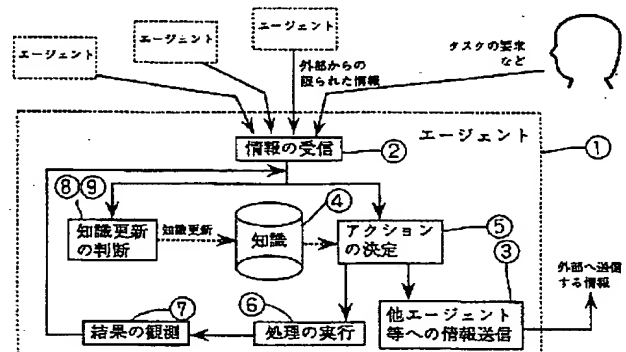 エージェント
エージェント
エージェント
外部からの
限られた情報
タスクの要求
など
エージェント
①
情報の受信
②
⑧⑨
知識更新
の判断
知識更新
知識
④
アクション
の決定
⑤
③
外部へ送信
する情報
⑦
結果の観測
⑥
処理の実行
他エージェント
等への情報送信